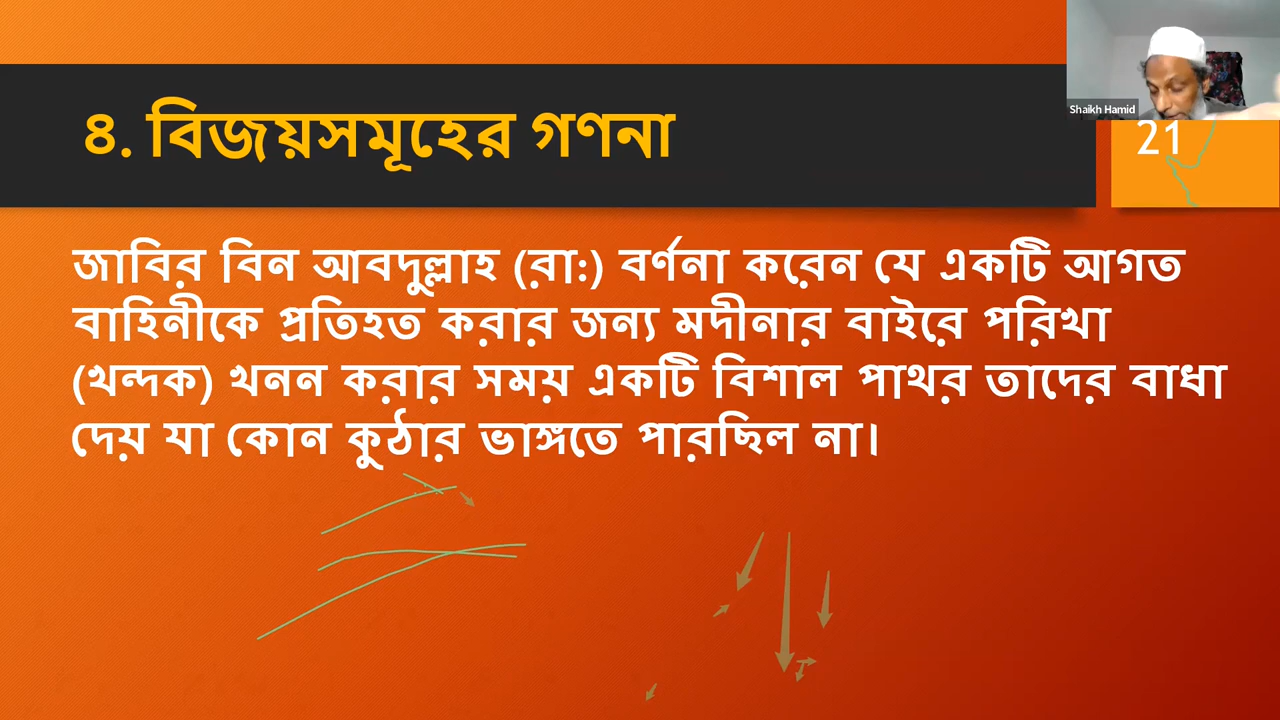 Shaikh Hamid
৪. বিজয়সমূহের গণনা
21
জাবির বিন আবদুল্লাহ (রা:) বর্ণনা করেন যে একটি আগত
বাহিনীকে প্রতিহত করার জন্য মদীনার বাইরে পরিখা
(খন্দক) খনন করার সময় একটি বিশাল পাথর তাদের বাধা
দেয় যা কোন কুঠার ভাঙ্গতে পারছিল না।